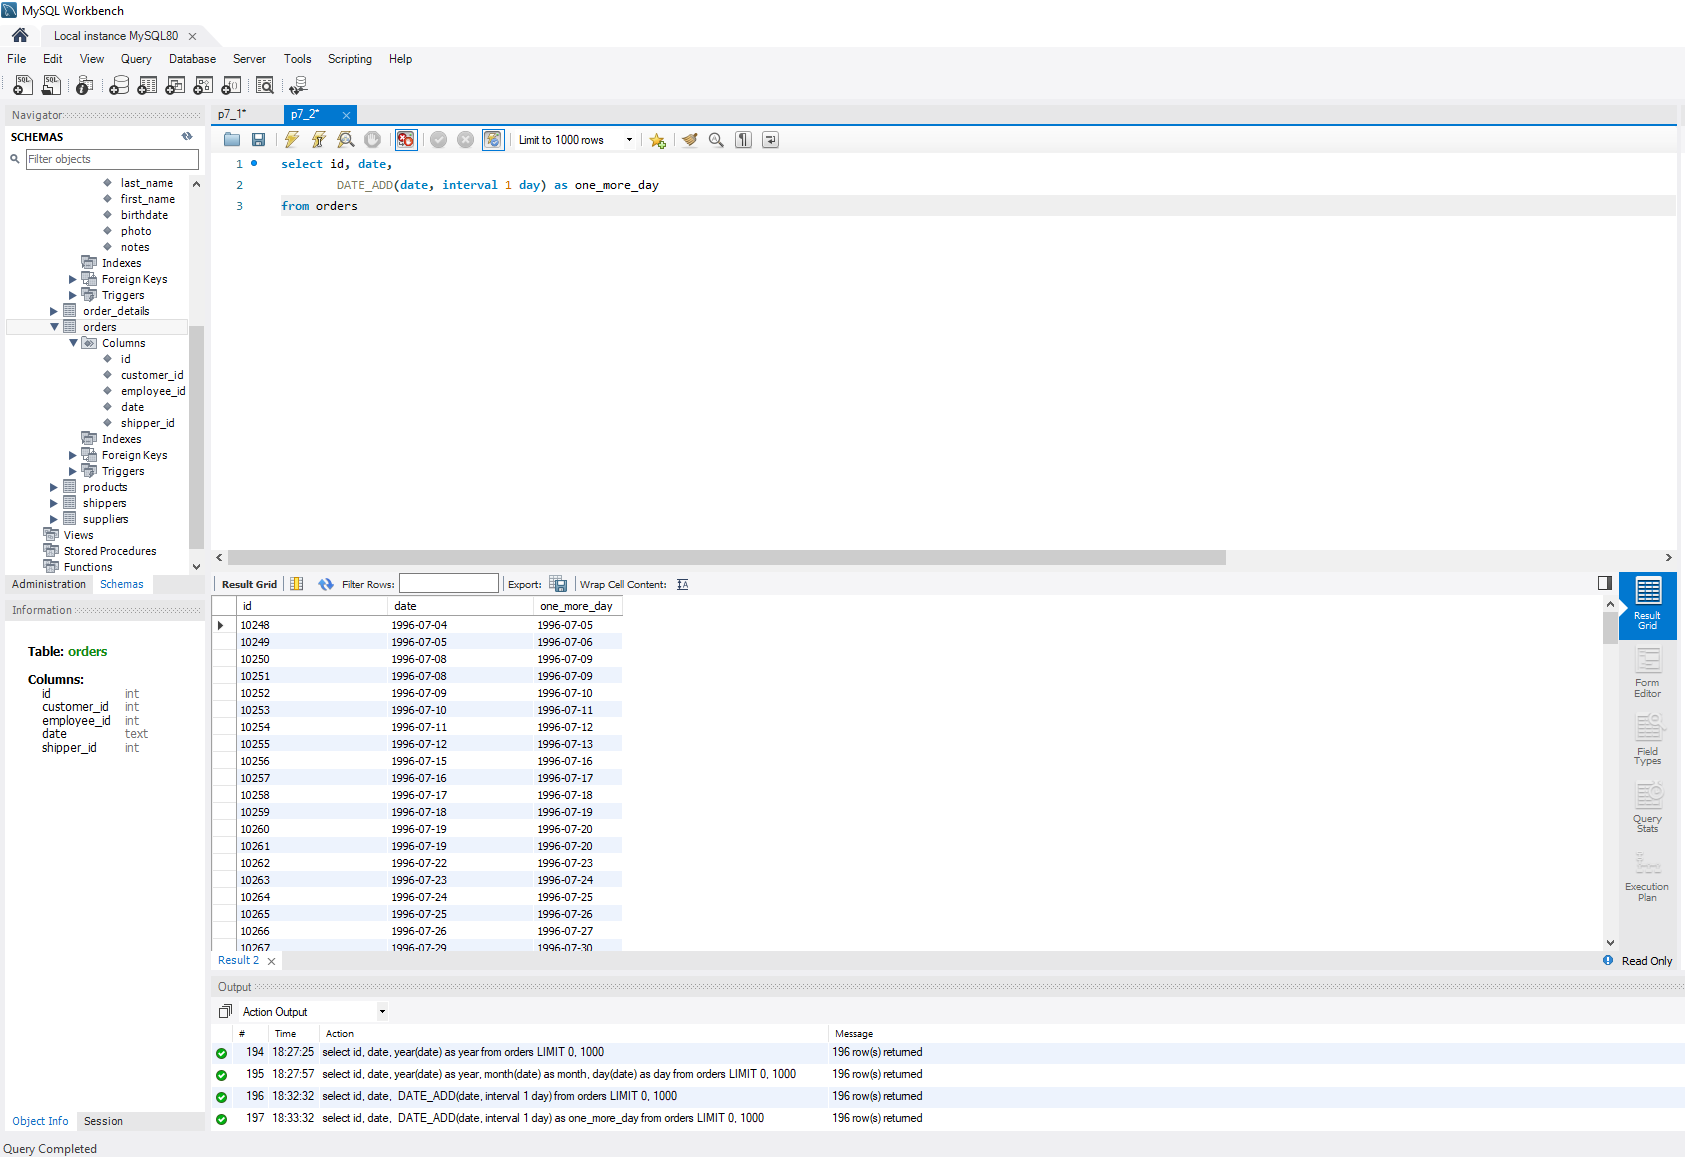 MySQL Workbench
Local instance MySQL80
File Edit View Query Database Server Tools Scripting Help
Navigator
SCHEMAS
Filter objects
last_name
first_name
birthdate
photo
notes
Indexes
Foreign Keys
Triggers
order_details
orders
Columns
id
customer_id
employee_id
date
shipper_id
Indexes
Foreign Keys
Triggers
products
shippers
suppliers
Views
Stored Procedures
Functions
Administration Schemas
Information
Table: orders
Columns:
id int
customer_id int
employee_id int
date text
shipper_id int
Object Info Session
p7_1* p7_2*
Limit to 1000 rows
1 select id, date,
2 DATE_ADD(date, interval 1 day) as one_more_day
3 from orders
Result Grid Filter Rows: Export: Wrap Cell Content:
id date one_more_day
10248 1996-07-04 1996-07-05
10249 1996-07-05 1996-07-06
10250 1996-07-08 1996-07-09
10251 1996-07-08 1996-07-09
10252 1996-07-09 1996-07-10
10253 1996-07-10 1996-07-11
10254 1996-07-11 1996-07-12
10255 1996-07-12 1996-07-13
10256 1996-07-15 1996-07-16
10257 1996-07-16 1996-07-17
10258 1996-07-17 1996-07-18
10259 1996-07-18 1996-07-19
10260 1996-07-19 1996-07-20
10261 1996-07-19 1996-07-20
10262 1996-07-22 1996-07-23
10263 1996-07-23 1996-07-24
10264 1996-07-24 1996-07-25
10265 1996-07-25 1996-07-26
10266 1996-07-26 1996-07-27
10267 1996-07-29 1996-07-30
Result Grid
Form Editor
Field Types
Query Stats
Execution Plan
Result 2
Read Only
Output
Action Output
# Time Action Message
194 18:27:25 select id, date, year(date) as year from orders LIMIT 0, 1000 196 row(s) returned
195 18:27:57 select id, date, year(date) as year, month(date) as month, day(date) as day from orders LIMIT 0, 1000 196 row(s) returned
196 18:32:32 select id, date, DATE_ADD(date, interval 1 day) from orders LIMIT 0, 1000 196 row(s) returned
197 18:33:32 select id, date, DATE_ADD(date, interval 1 day) as one_more_day from orders LIMIT 0, 1000 196 row(s) returned
Query Completed